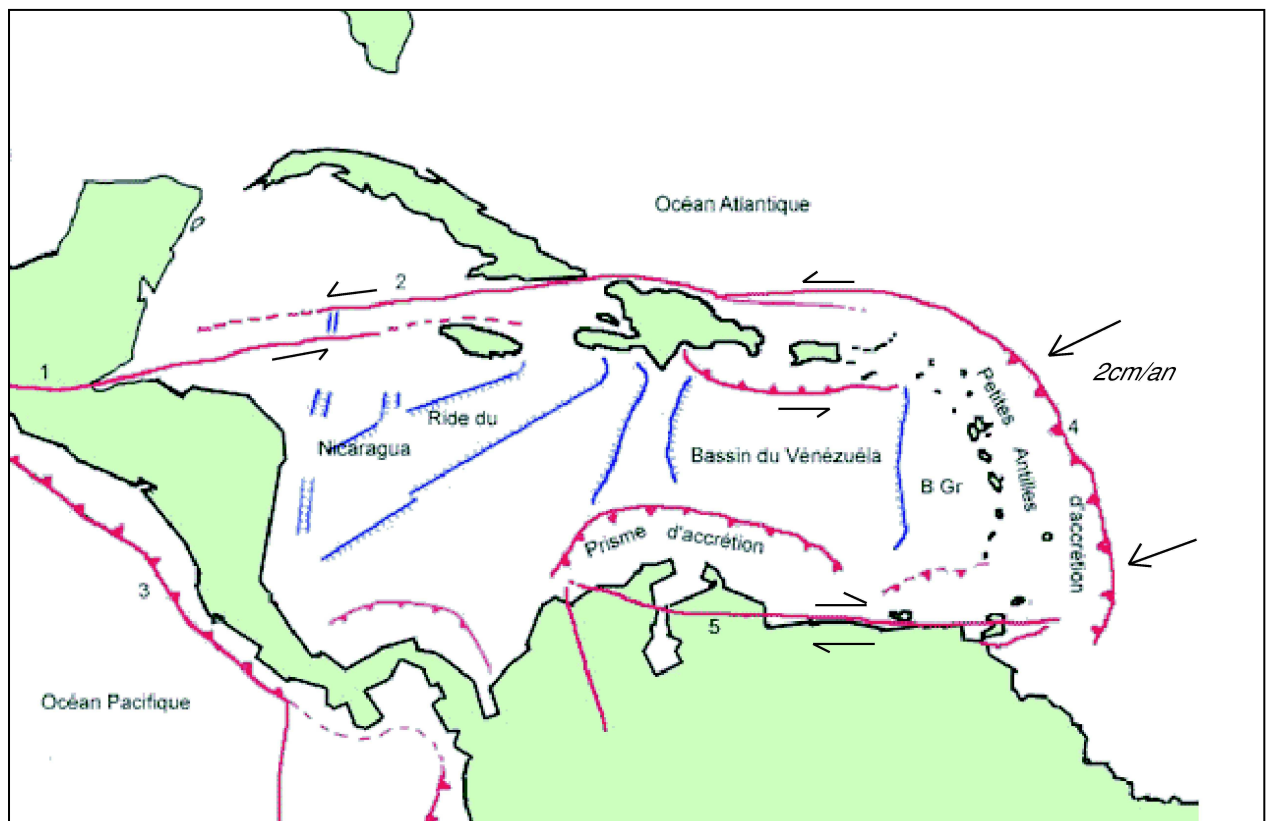 Océan Atlantique
2
1
2cm/an
Petites
Antilles
4
Ride du
Nicaragua
Bassin du Vénézuéla
B Gr
Prisme d'accrétion
d'accrétion
3
5
Océan Pacifique